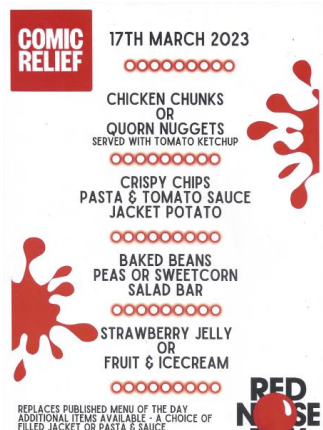 COMIC
RELIEF
17TH MARCH 2023
CHICKEN CHUNKS
OR
QUORN NUGGETS
SERVED WITH TOMATO KETCHUP
CRISPY CHIPS
PASTA & TOMATO SAUCE
JACKET POTATO
BAKED BEANS
PEAS OR SWEETCORN
SALAD BAR
STRAWBERRY JELLY
OR
FRUIT & ICECREAM
RED
NOSE
REPLACES PUBLISHED MENU OF THE DAY
ADDITIONAL ITEMS AVAILABLE - A CHOICE OF
FILLED JACKET OR PASTA & SAUCE